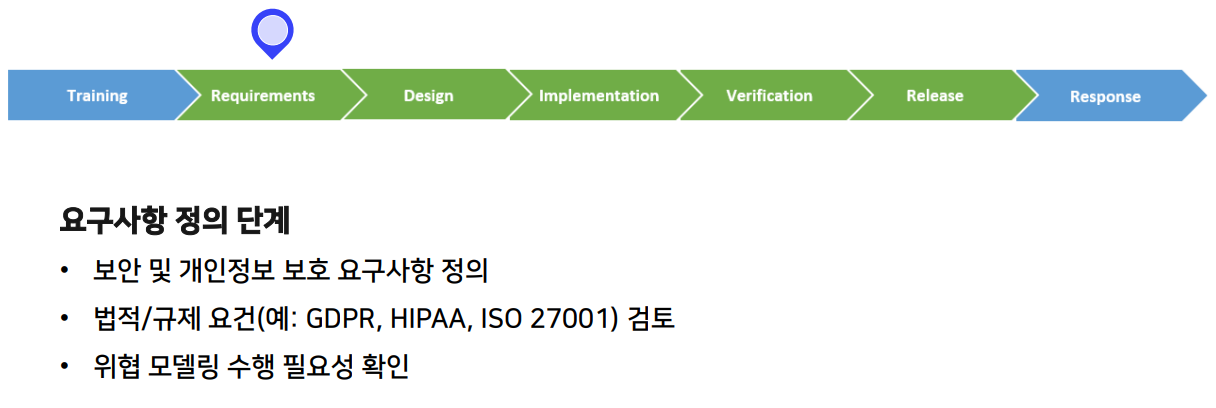 Training Requirements Design Implementation Verification Release Response
요구사항 정의 단계
• 보안 및 개인정보 보호 요구사항 정의
• 법적/규제 요건(예: GDPR, HIPAA, ISO 27001) 검토
• 위협 모델링 수행 필요성 확인